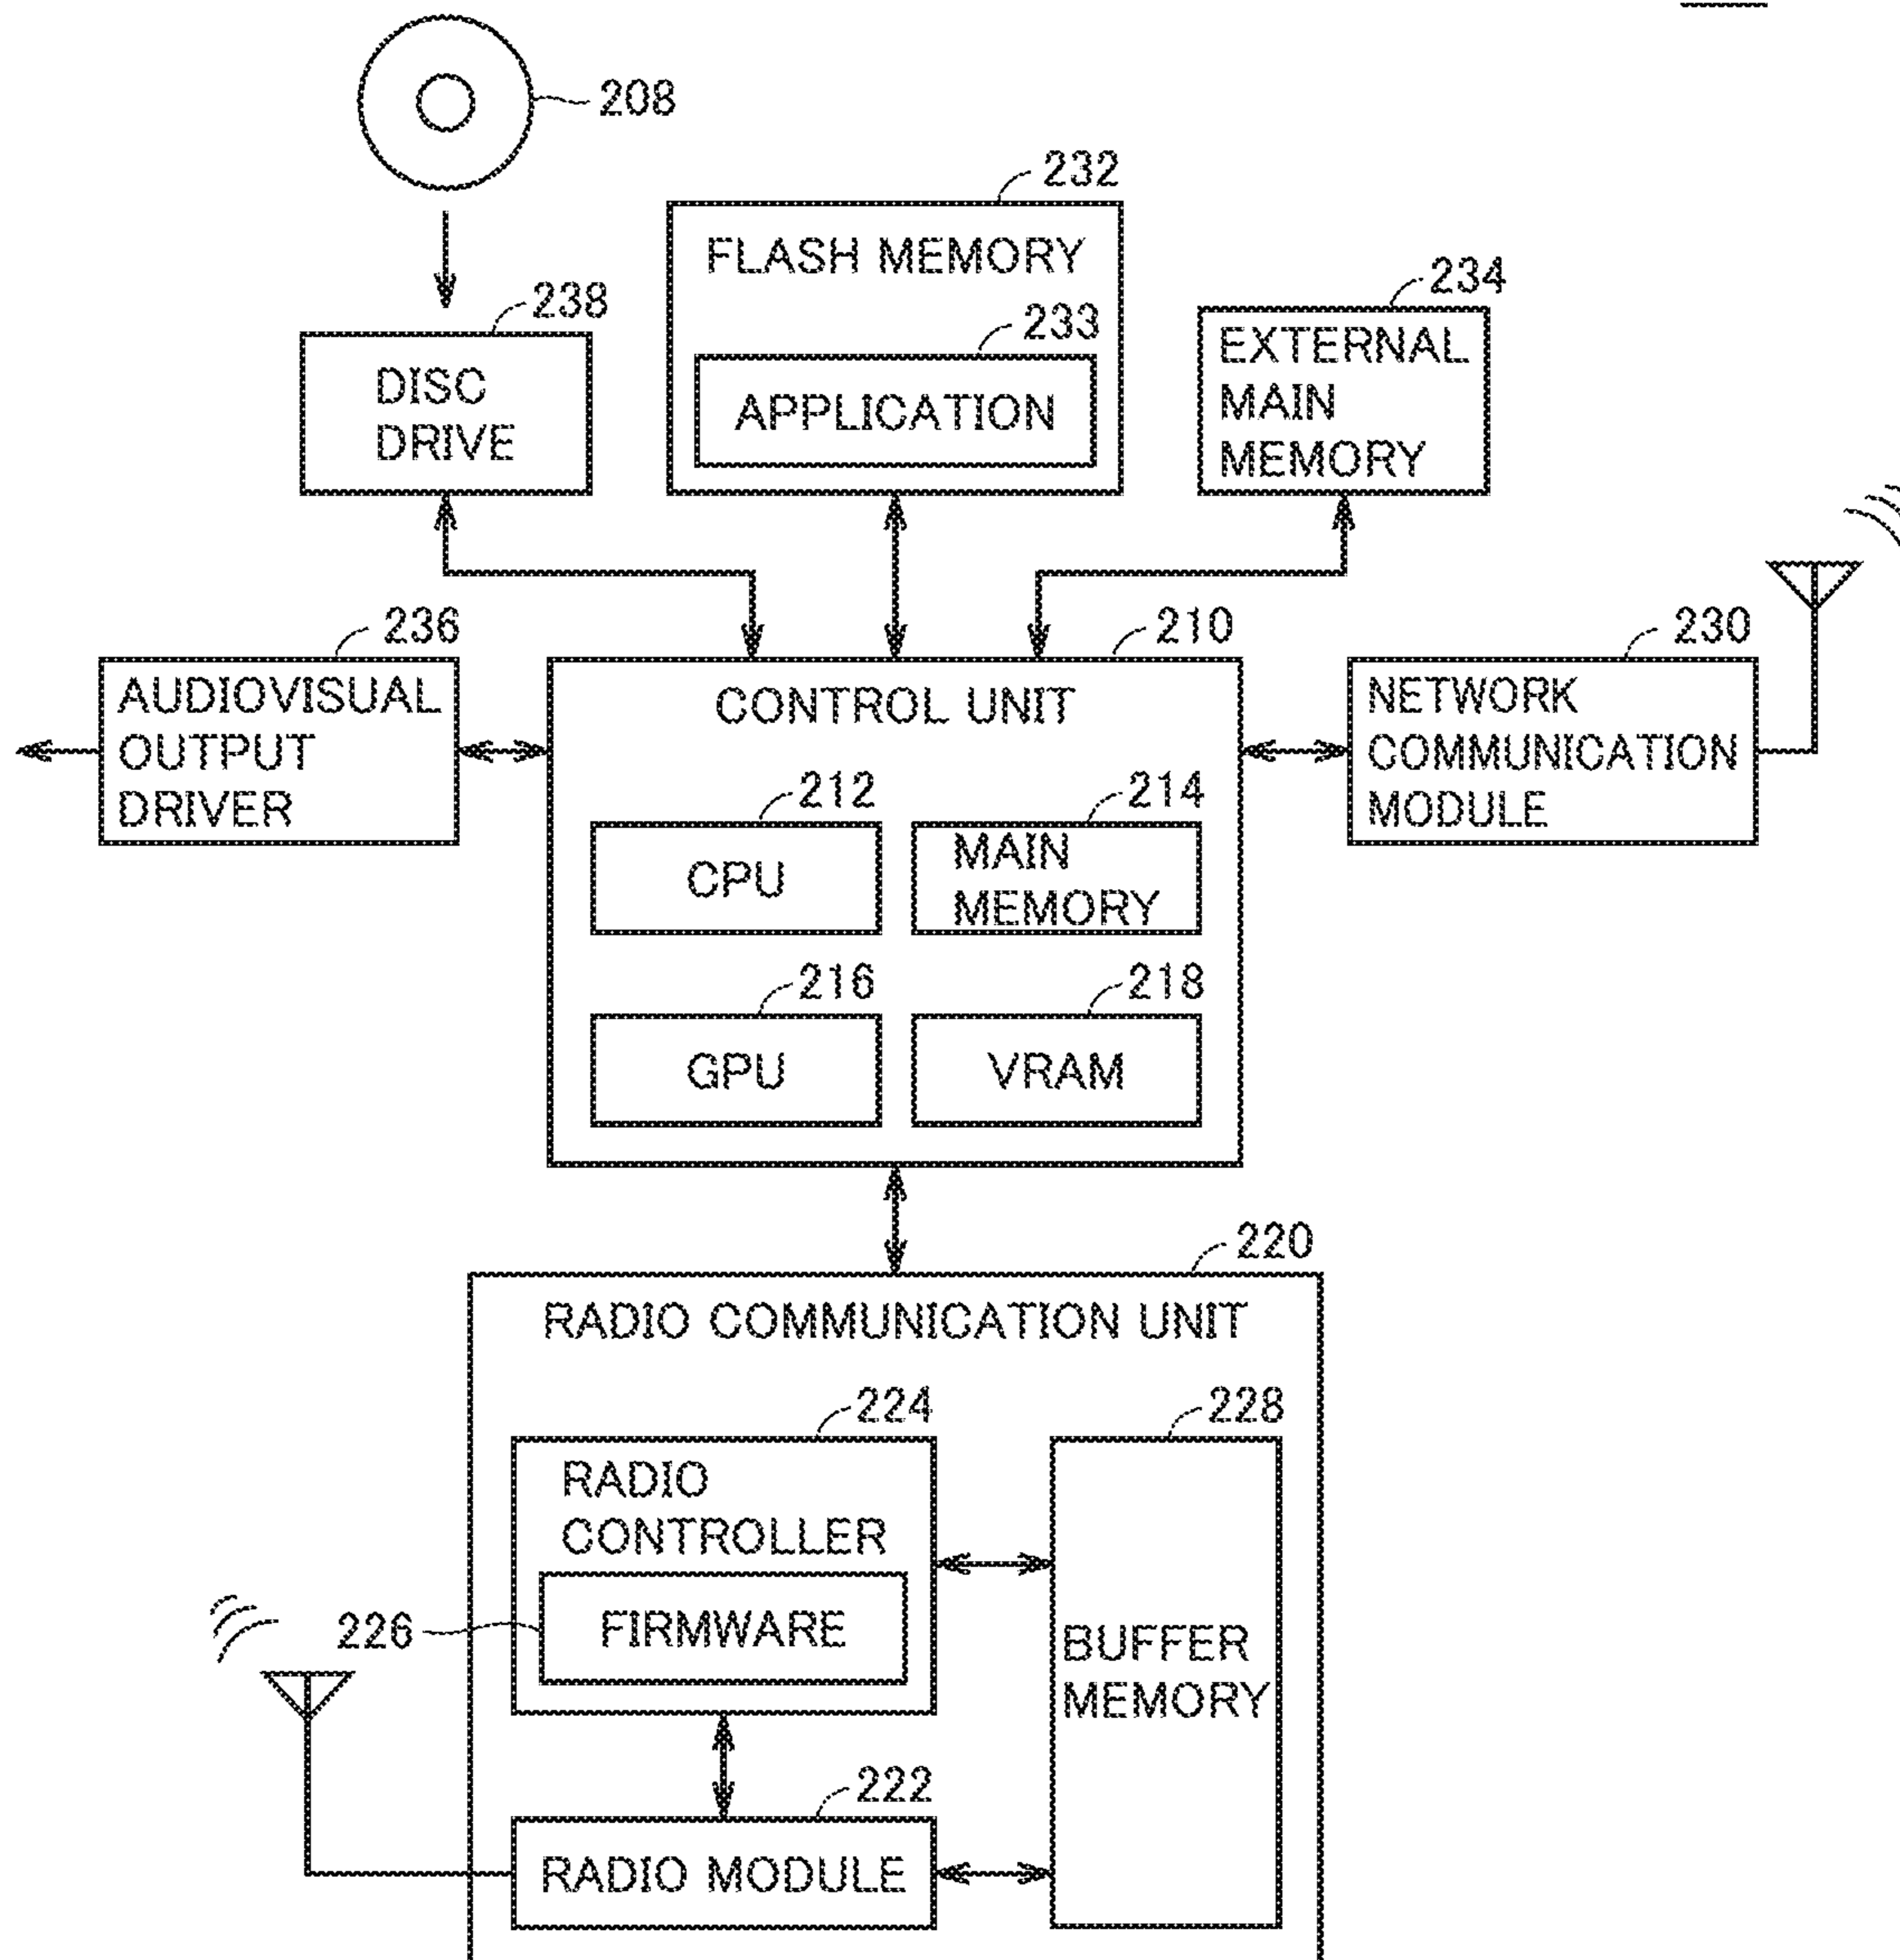 208
232
FLASH MEMORY
234
238
233
EXTERNAL
MAIN
MEMORY
DISC
DRIVE
APPLICATION
236
210
230
AUDIOVISUAL
OUTPUT
DRIVER
CONTROL UNIT
NETWORK
COMMUNICATION
MODULE
212
214
CPU
MAIN
MEMORY
216
218
GPU
VRAM
220
RADIO COMMUNICATION UNIT
224
228
RADIO
CONTROLLER
226
FIRMWARE
BUFFER
MEMORY
222
RADIO MODULE